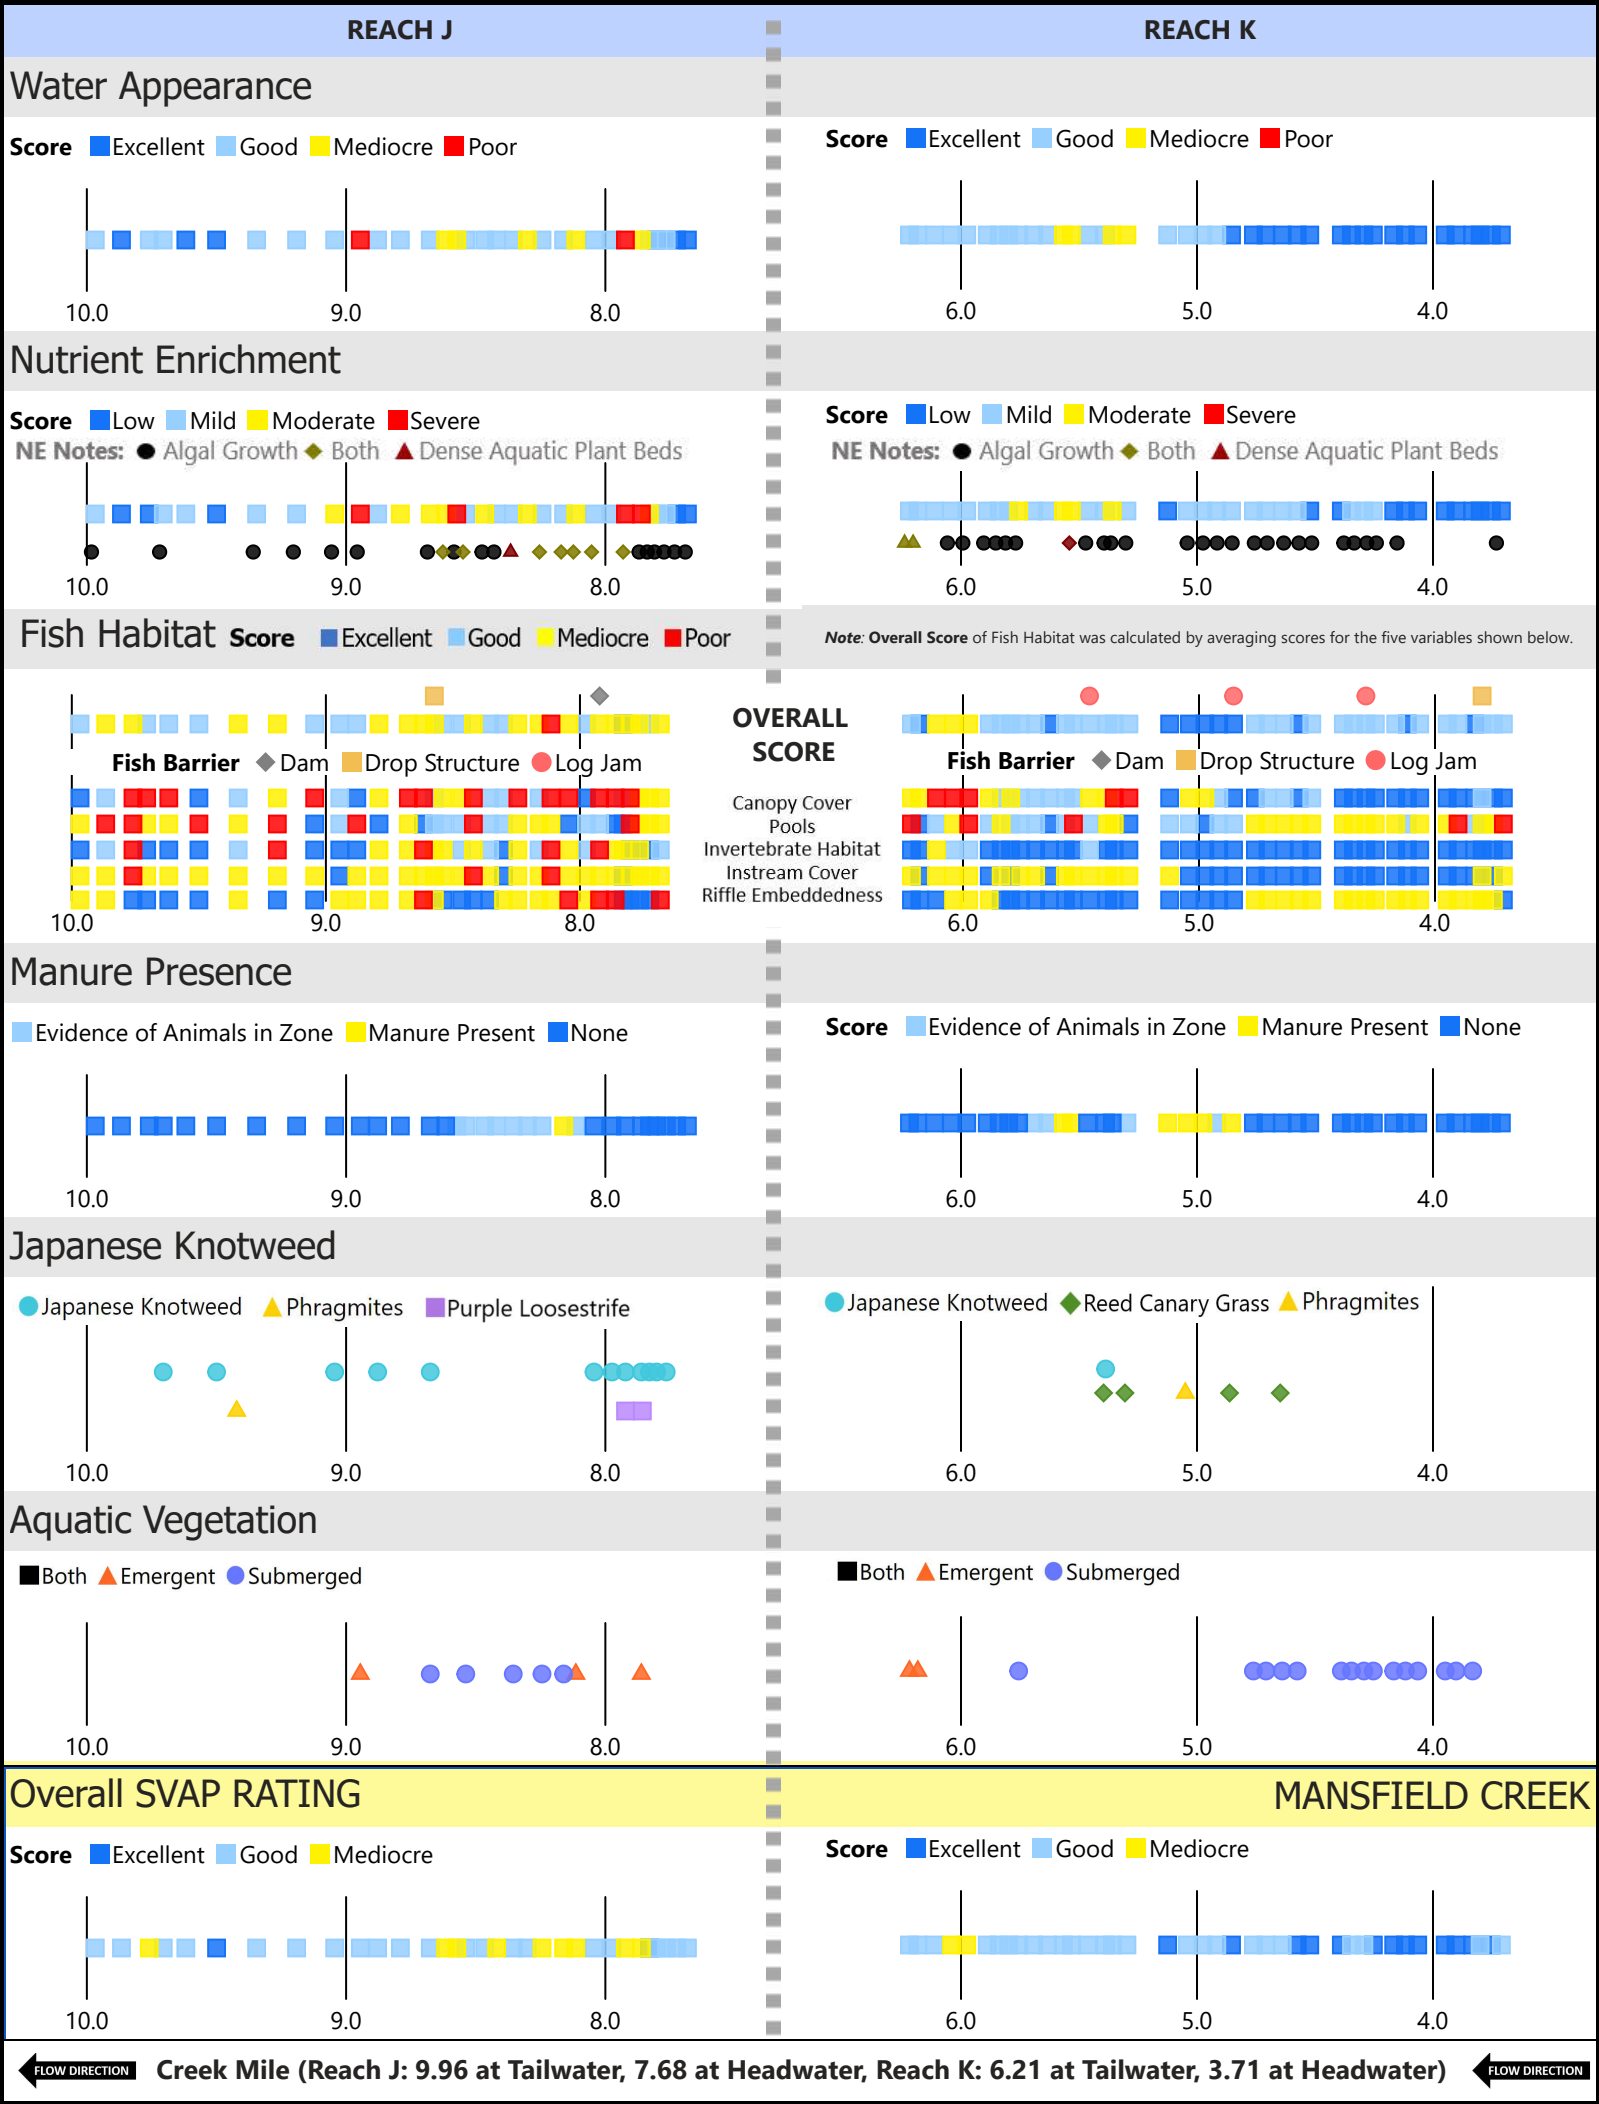 REACH J
REACH K
Water Appearance
Score Excellent Good Mediocre Poor
Score Excellent Good Mediocre Poor
10.0 9.0 8.0
6.0 5.0 4.0
Nutrient Enrichment
Score Low Mild Moderate Severe
NE Notes: Algal Growth Both Dense Aquatic Plant Beds
Score Low Mild Moderate Severe
NE Notes: Algal Growth Both Dense Aquatic Plant Beds
10.0 9.0 8.0
6.0 5.0 4.0
Fish Habitat Score Excellent Good Mediocre Poor
Note: Overall Score of Fish Habitat was calculated by averaging scores for the five variables shown below.
OVERALL
SCORE
Fish Barrier Dam Drop Structure Log Jam
Fish Barrier Dam Drop Structure Log Jam
Canopy Cover
Pools
Invertebrate Habitat
Instream Cover
Riffle Embeddedness
10.0 9.0 8.0
6.0 5.0 4.0
Manure Presence
Evidence of Animals in Zone Manure Present None
Score Evidence of Animals in Zone Manure Present None
10.0 9.0 8.0
6.0 5.0 4.0
Japanese Knotweed
Japanese Knotweed Phragmites Purple Loosestrife
Japanese Knotweed Reed Canary Grass Phragmites
10.0 9.0 8.0
6.0 5.0 4.0
Aquatic Vegetation
Both Emergent Submerged
Both Emergent Submerged
10.0 9.0 8.0
6.0 5.0 4.0
Overall SVAP RATING
MANSFIELD CREEK
Score Excellent Good Mediocre
Score Excellent Good Mediocre
10.0 9.0 8.0
6.0 5.0 4.0
FLOW DIRECTION
Creek Mile (Reach J: 9.96 at Tailwater, 7.68 at Headwater, Reach K: 6.21 at Tailwater, 3.71 at Headwater)
FLOW DIRECTION